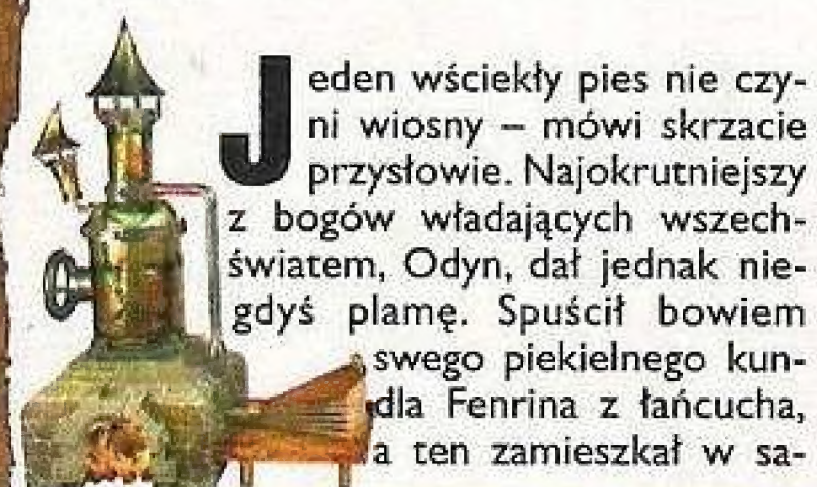 Jeden wściekły pies nie czy-
ni wiosny – mówi skrzacie
przysłowie. Najokrutniejszy
z bogów władających wszech-
światem, Odyn, dał jednak nie-
gdyś plamę. Spuścił bowiem
swego piekielnego kun-
dla Fenrina z łańcucha,
a ten zamieszkał w sa-